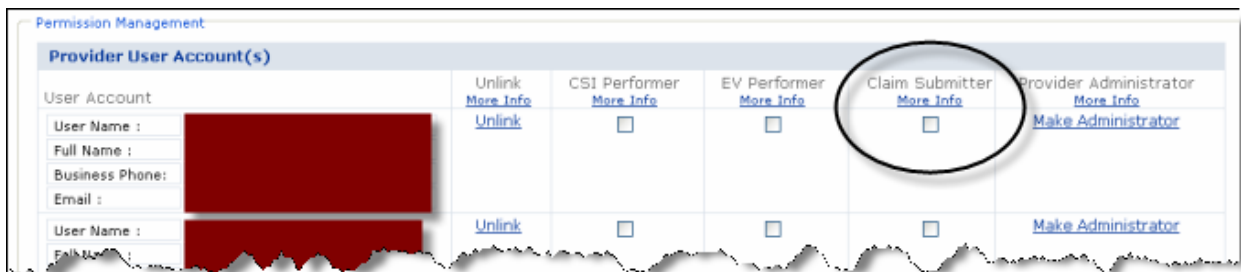 Permission Management
Provider User Account(s)
User Account Unlink CSI Performer EV Performer Claim Submitter Provider Administrator
More Info More Info More Info More Info More Info
User Name : Unlink Make Administrator
Full Name :
Business Phone:
Email :
User Name : Unlink Make Administrator